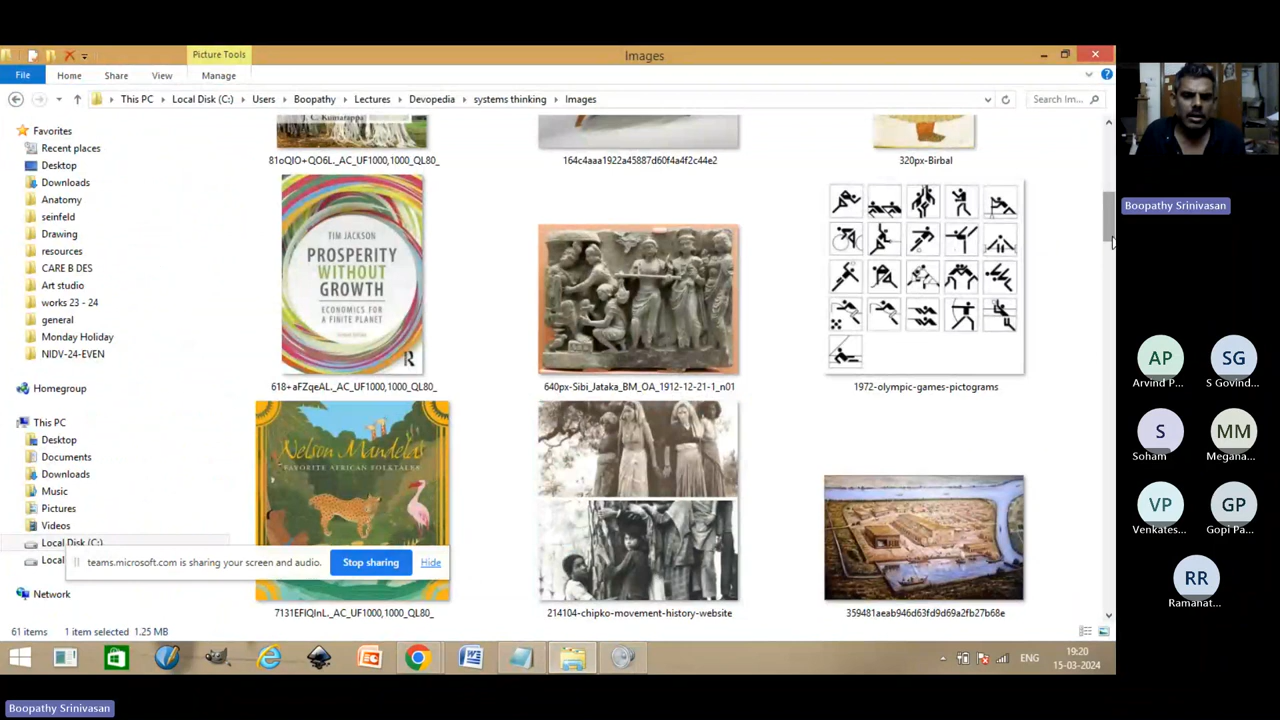 Picture Tools
Images
File
Home
Share
View
Manage
This PC
Local Disk (C:)
Users
Boopathy
Lectures
Devopedia
systems thinking
Images
Search Im...
Favorites
Recent places
Desktop
Downloads
Anatomy
seinfeld
Drawing
resources
CARE B DES
Art studio
works 23 - 24
general
Monday Holiday
NIDV-24-EVEN
Homegroup
This PC
Desktop
Documents
Downloads
Music
Pictures
Videos
Local Disk (C:)
Local
Network
J. C. Kumarappa
81oQIO+QO6L._AC_UF1000,1000_QL80_
164c4aaa1922a45887d60f4a4f2c44e2
320px-Birbal
TIM JACKSON
PROSPERITY
WITHOUT
GROWTH
ECONOMICS FOR
A FINITE PLANET
R
618+aFZqeAL._AC_UF1000,1000_QL80_
640px-Sibi_Jataka_BM_OA_1912-12-21-1_n01
1972-olympic-games-pictograms
Nelson Mandela's
FAVORITE AFRICAN FOLKTALES
7131EFIQInL._AC_UF1000,1000_QL80_
214104-chipko-movement-history-website
359481aeab946d63fd9d69a2fb27b68e
teams.microsoft.com is sharing your screen and audio.
Stop sharing
Hide
61 items
1 item selected 1.25 MB
ENG
19:20
15-03-2024
Boopathy Srinivasan
AP
Arvind P...
SG
S Govind...
S
Soham
MM
Megana...
VP
Venkates...
GP
Gopi Pa...
RR
Ramanat...
Boopathy Srinivasan